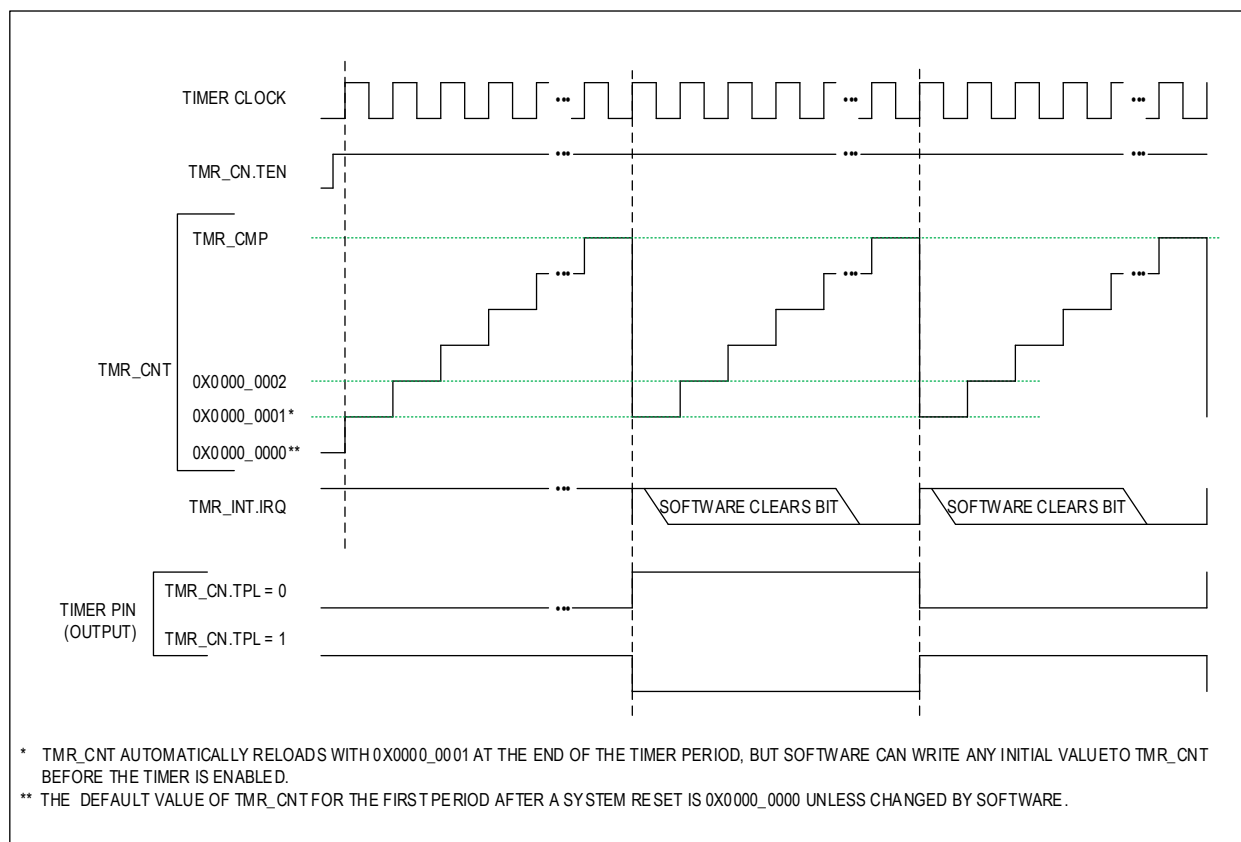 TIMER CLOCK
TMR_CN.TEN
TMR_CMP
TMR_CNT
0X0000_0002
0X0000_0001*
0X0000_0000**
TMR_INT.IRQ
SOFTWARE CLEARS BIT
SOFTWARE CLEARS BIT
TMR_CN.TPL = 0
TIMER PIN
(OUTPUT)
TMR_CN.TPL = 1
* TMR_CNT AUTOMATICALLY RELOADS WITH 0X0000_0001 AT THE END OF THE TIMER PERIOD, BUT SOFTWARE CAN WRITE ANY INITIAL VALUE TO TMR_CNT
BEFORE THE TIMER IS ENABLED.
** THE DEFAULT VALUE OF TMR_CNT FOR THE FIRST PERIOD AFTER A SYSTEM RESET IS 0X0000_0000 UNLESS CHANGED BY SOFTWARE.